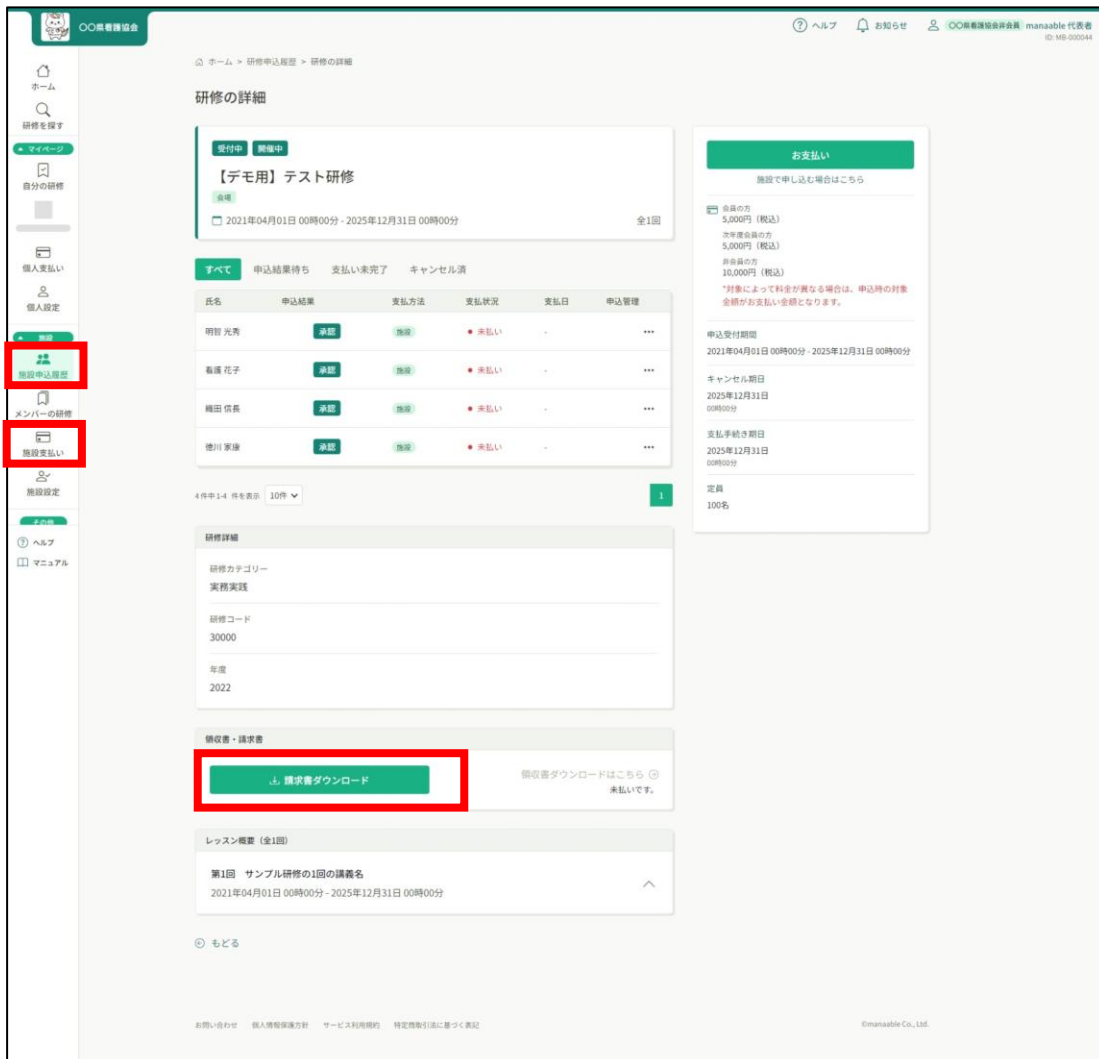 〇〇県看護協会
ヘルプ
お知らせ
〇〇県看護協会非会員 manaable 代表者
ID: MB-000044
ホーム
研修を探す
マイページ
自分の研修
個人支払い
個人設定
施設
施設申込履歴
メンバーの研修
施設支払い
施設設定
その他
ヘルプ
マニュアル
ホーム > 研修申込履歴 > 研修の詳細
研修の詳細
受付中 開催中
【デモ用】テスト研修
会場
2021年04月01日 00時00分 - 2025年12月31日 00時00分 全1回
すべて 申込結果待ち 支払い未完了 キャンセル済
氏名 申込結果 支払方法 支払状況 支払日 申込管理
明智 光秀 承認 施設 未払い - •••
看護 花子 承認 施設 未払い - •••
織田 信長 承認 施設 未払い - •••
徳川 家康 承認 施設 未払い - •••
4件中1-4 件を表示 10件 1
研修詳細
研修カテゴリー
実務実践
研修コード
30000
年度
2022
領収書・請求書
請求書ダウンロード
領収書ダウンロードはこちら
未払いです。
レッスン概要（全1回）
第1回 サンプル研修の1回の講義名
2021年04月01日 00時00分 - 2025年12月31日 00時00分
もどる
お支払い
施設で申し込む場合はこちら
会員の方
5,000円（税込）
次年度会員の方
5,000円（税込）
非会員の方
10,000円（税込）
*対象によって料金が異なる場合は、申込時の対象
金額がお支払い金額となります。
申込受付期間
2021年04月01日 00時00分 - 2025年12月31日 00時00分
キャンセル期日
2025年12月31日
00時00分
支払手続き期日
2025年12月31日
00時00分
定員
100名
お問い合わせ 個人情報保護方針 サービス利用規約 特定商取引法に基づく表記
©manaable Co., Ltd.